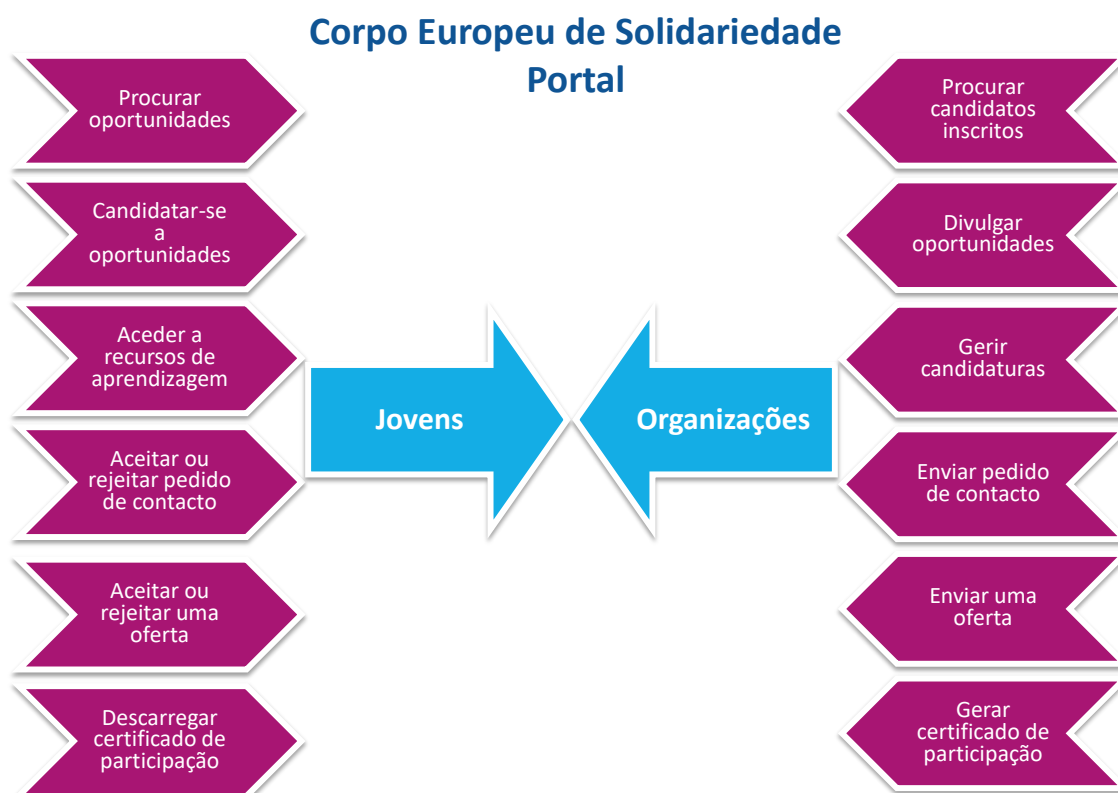 Corpo Europeu de Solidariedade
Portal
Procurar
oportunidades
Candidatar-se
a
oportunidades
Aceder a
recursos de
aprendizagem
Aceitar ou
rejeitar pedido
de contacto
Aceitar ou
rejeitar uma
oferta
Descarregar
certificado de
participação
Jovens
Organizações
Procurar
candidatos
inscritos
Divulgar
oportunidades
Gerir
candidaturas
Enviar pedido
de contacto
Enviar uma
oferta
Gerar
certificado de
participação